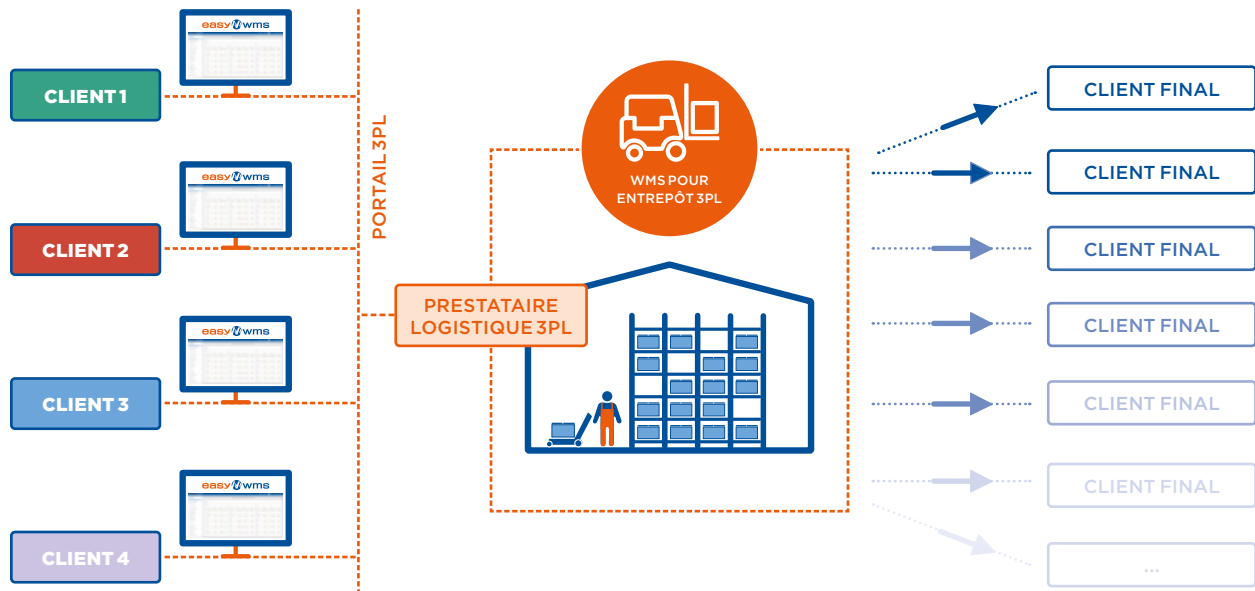 easy wms
CLIENT 1
easy wms
CLIENT 2
easy wms
CLIENT 3
easy wms
CLIENT 4
PORTAIL 3PL
PRESTATAIRE
LOGISTIQUE 3PL
WMS POUR
ENTREPÔT 3PL
CLIENT FINAL
CLIENT FINAL
CLIENT FINAL
CLIENT FINAL
CLIENT FINAL
CLIENT FINAL
...